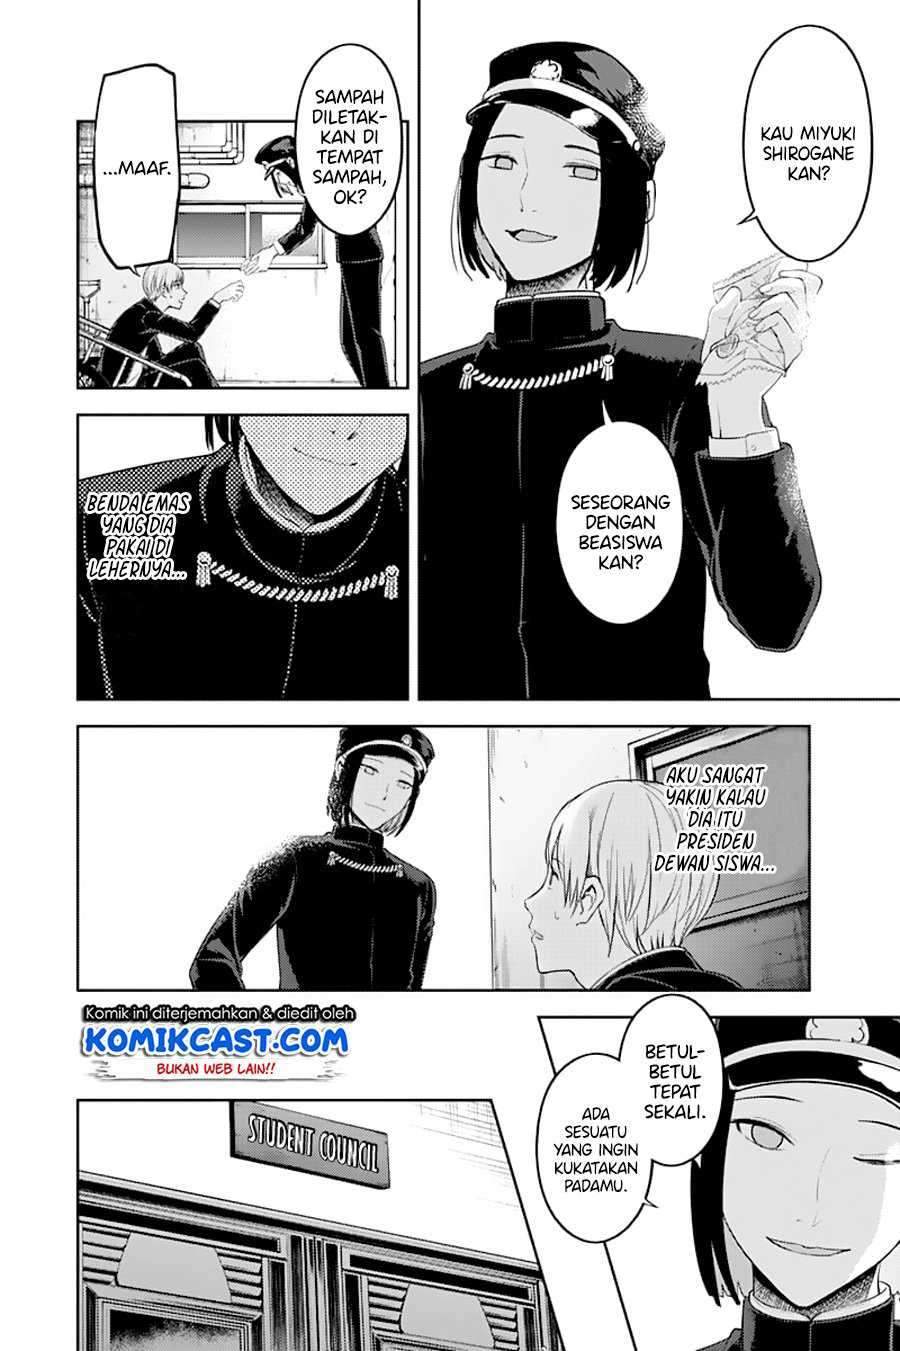 KAU MIYUKI
SHIROGANE
KAN?
SESEORANG
DENGAN
BEASISWA
KAN?
SAMPAH
DILETAK-
KAN DI
TEMPAT
SAMPAH,
OK?
...MAAF.
BENDA EMAS
YANG DIA
PAKAI DI
LEHERNYA...
AKU SANGAT
YAKIN KALAU
DIA ITU
PRESIDEN
DEWAN SISWA...
Komik ini diterjemahkan & diedit oleh
KOMIKCAST.COM
BUKAN WEB LAIN!!
BETUL-
BETUL
TEPAT
SEKALI.
ADA
SESUATU
YANG INGIN
KUKATAKAN
PADAMU.
STUDENT COUNCIL